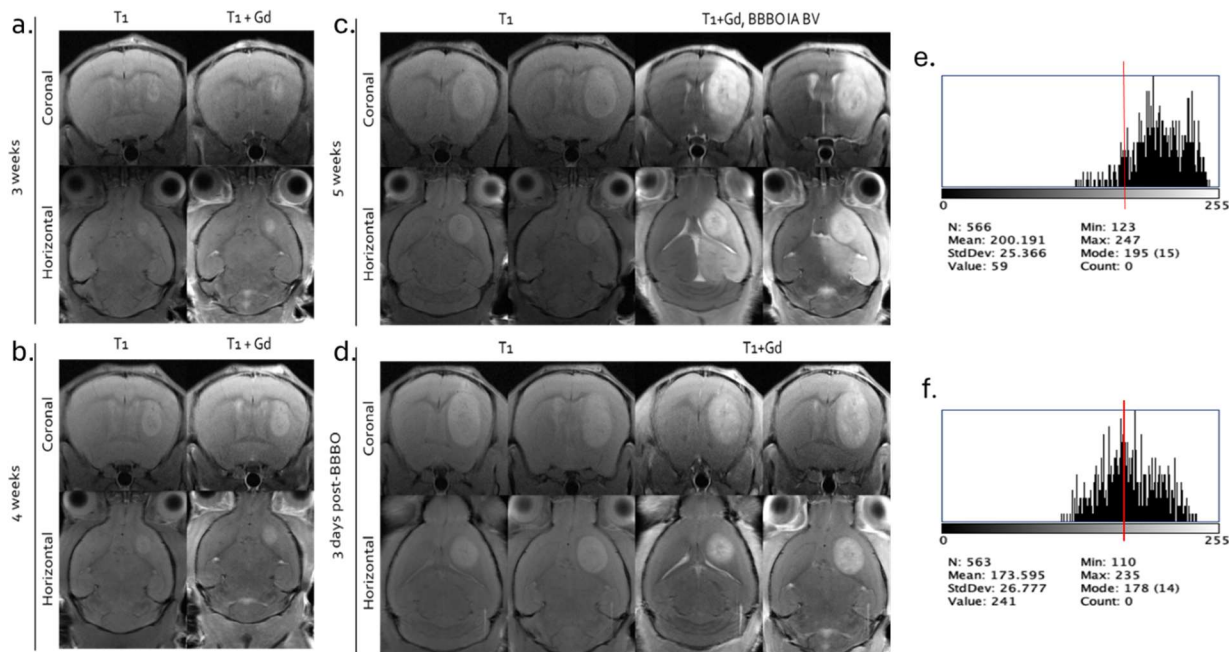 a.
T1
T1 + Gd
3 weeks
Coronal
Horizontal
b.
T1
T1 + Gd
4 weeks
Coronal
Horizontal
c.
T1
T1+Gd, BBBOIA BV
5 weeks
Coronal
Horizontal
d.
T1
T1+Gd
3 days post-BBBO
Coronal
Horizontal
e.
0
255
N: 566
Min: 123
Mean: 200.191
Max: 247
StdDev: 25.366
Mode: 195 (15)
Value: 59
Count: 0
f.
0
255
N: 563
Min: 110
Mean: 173.595
Max: 235
StdDev: 26.777
Mode: 178 (14)
Value: 241
Count: 0